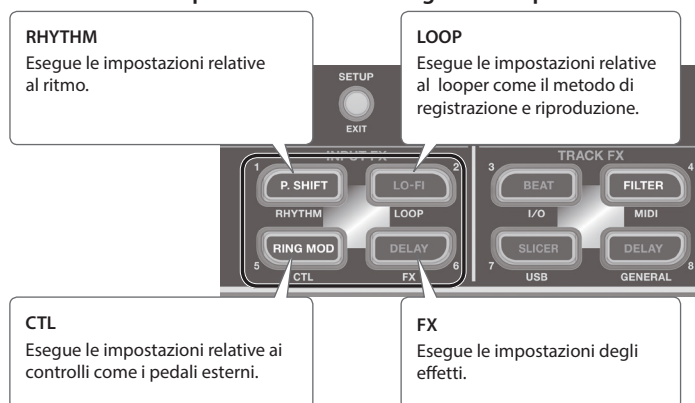 RHYTHM
Esegue le impostazioni relative
al ritmo.
LOOP
Esegue le impostazioni relative
al looper come il metodo di
registrazione e riproduzione.
SETUP
EXIT
INPUT FX
TRACK FX
1
P. SHIFT
2
LO-FI
3
BEAT
4
FILTER
RHYTHM
LOOP
I/O
MIDI
RING MOD
DELAY
SLICER
DELAY
5
CTL
FX
6
7
USB
GENERAL
8
CTL
Esegue le impostazioni relative ai
controlli come i pedali esterni.
FX
Esegue le impostazioni degli
effetti.